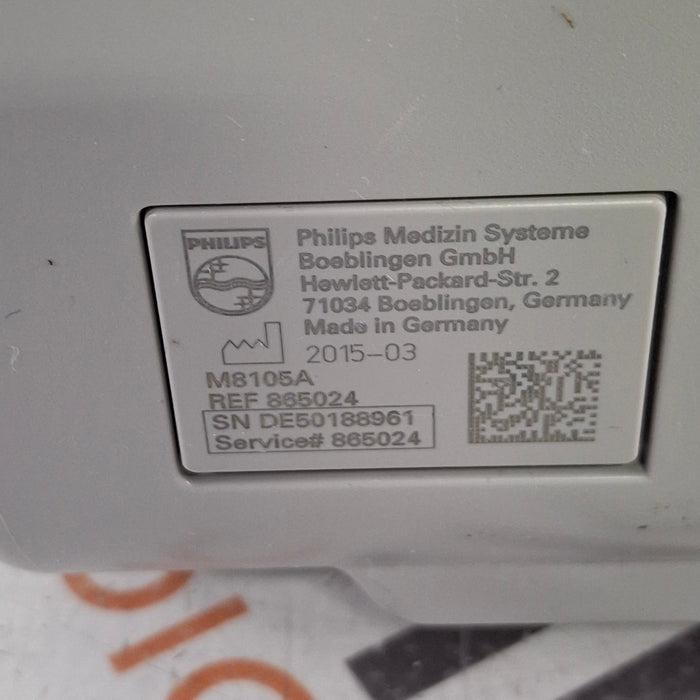 PHILIPS
Philips Medizin Systeme
Boeblingen GmbH
Hewlett-Packard-Str. 2
71034 Boeblingen, Germany
Made in Germany
2015-03
M8105A
REF 865024
SN DE50188961
Service# 865024